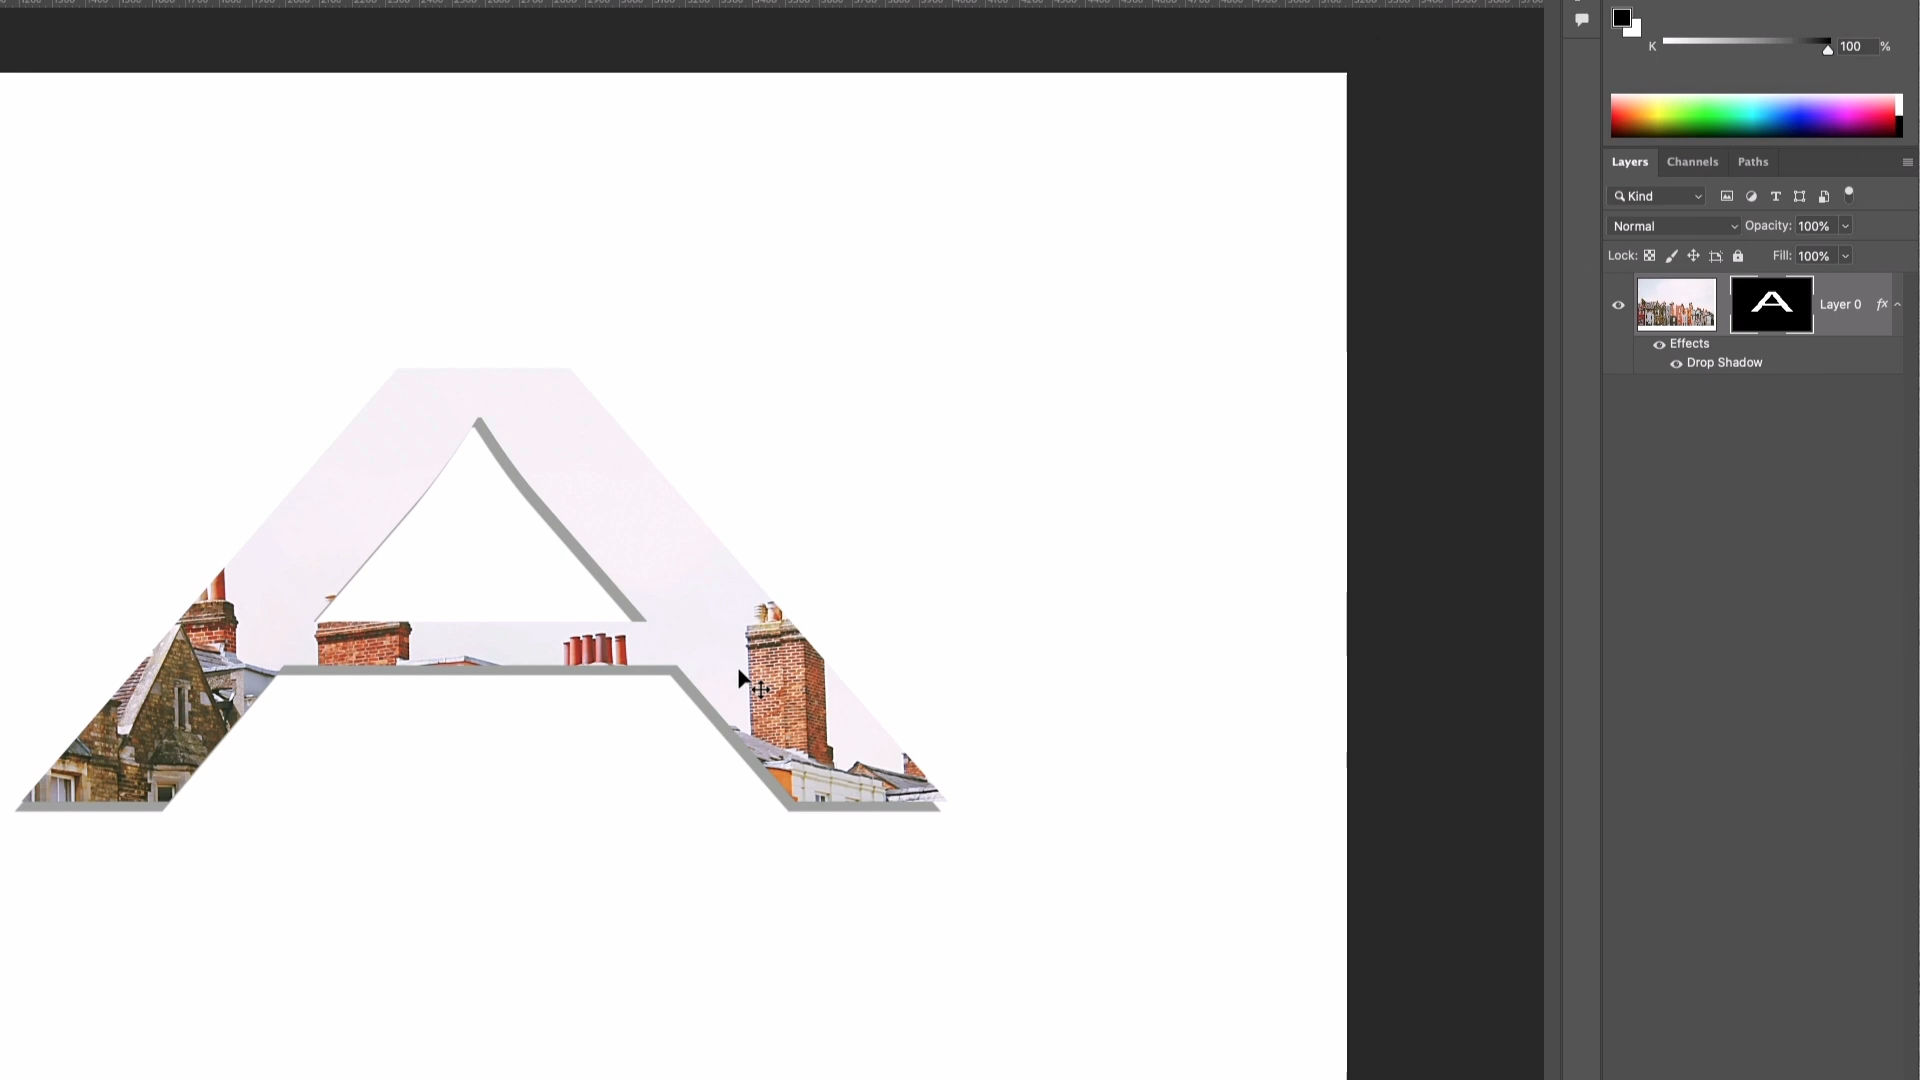 K 100 %
Layers Channels Paths
Kind
Normal Opacity: 100%
Lock: Fill: 100%
A
A Layer 0 fx
Effects
Drop Shadow